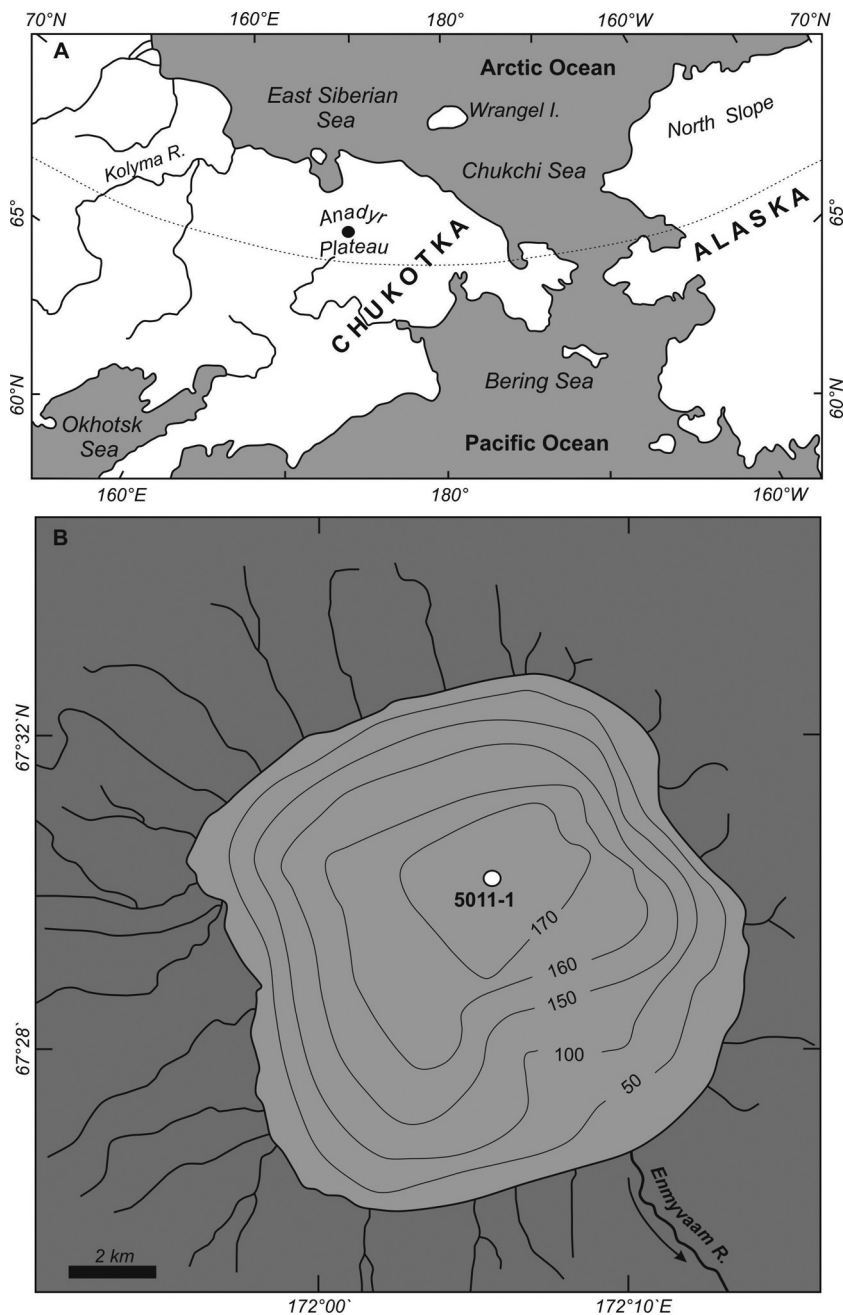 70°N 160°E 180° 160°W 70°N
A
Arctic Ocean
East Siberian
Sea
Wrangel I.
North Slope
Kolyma R.
Chukchi Sea
65° 65°
Anadyr
Plateau
CHUKOTKA
ALASKA
Bering Sea
60°N 60°N
Okhotsk
Sea
Pacific Ocean
160°E 180° 160°W
B
67°32`N
5011-1
170
160
150
67°28`
100
50
Enmyvaam R.
2 km
172°00` 172°10`E